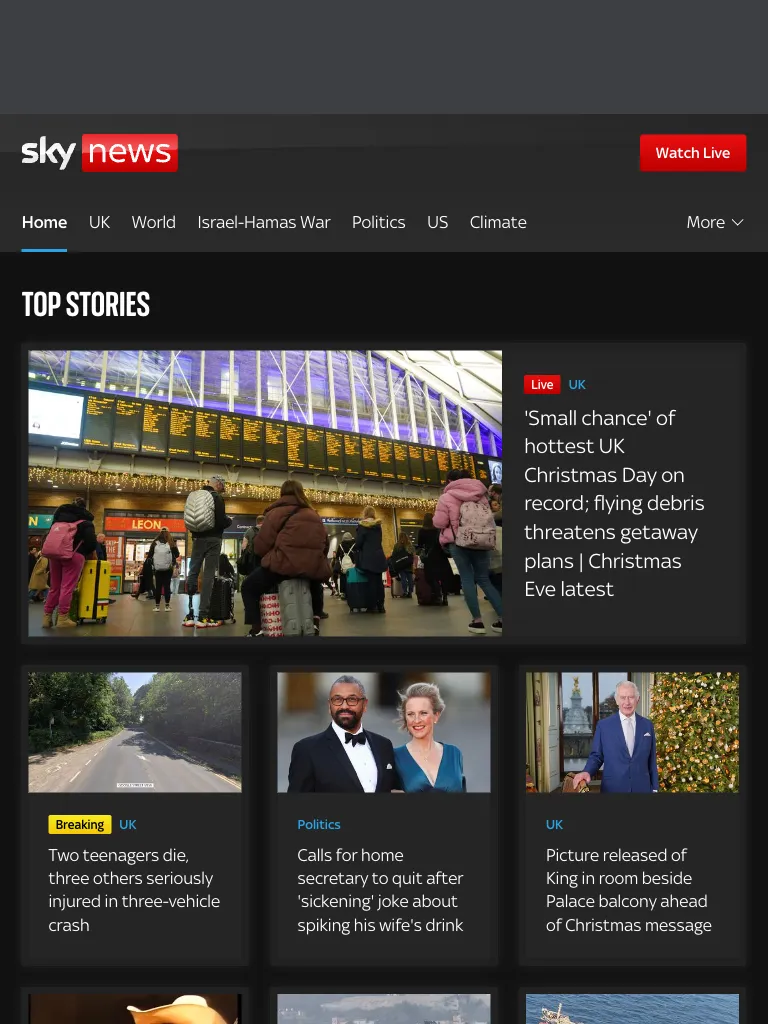 sky news
Watch Live
Home UK World Israel-Hamas War Politics US Climate More
TOP STORIES
LEON
Live UK
'Small chance' of
hottest UK
Christmas Day on
record; flying debris
threatens getaway
plans | Christmas
Eve latest
Breaking UK
Two teenagers die,
three others seriously
injured in three-vehicle
crash
Politics
Calls for home
secretary to quit after
'sickening' joke about
spiking his wife's drink
UK
Picture released of
King in room beside
Palace balcony ahead
of Christmas message